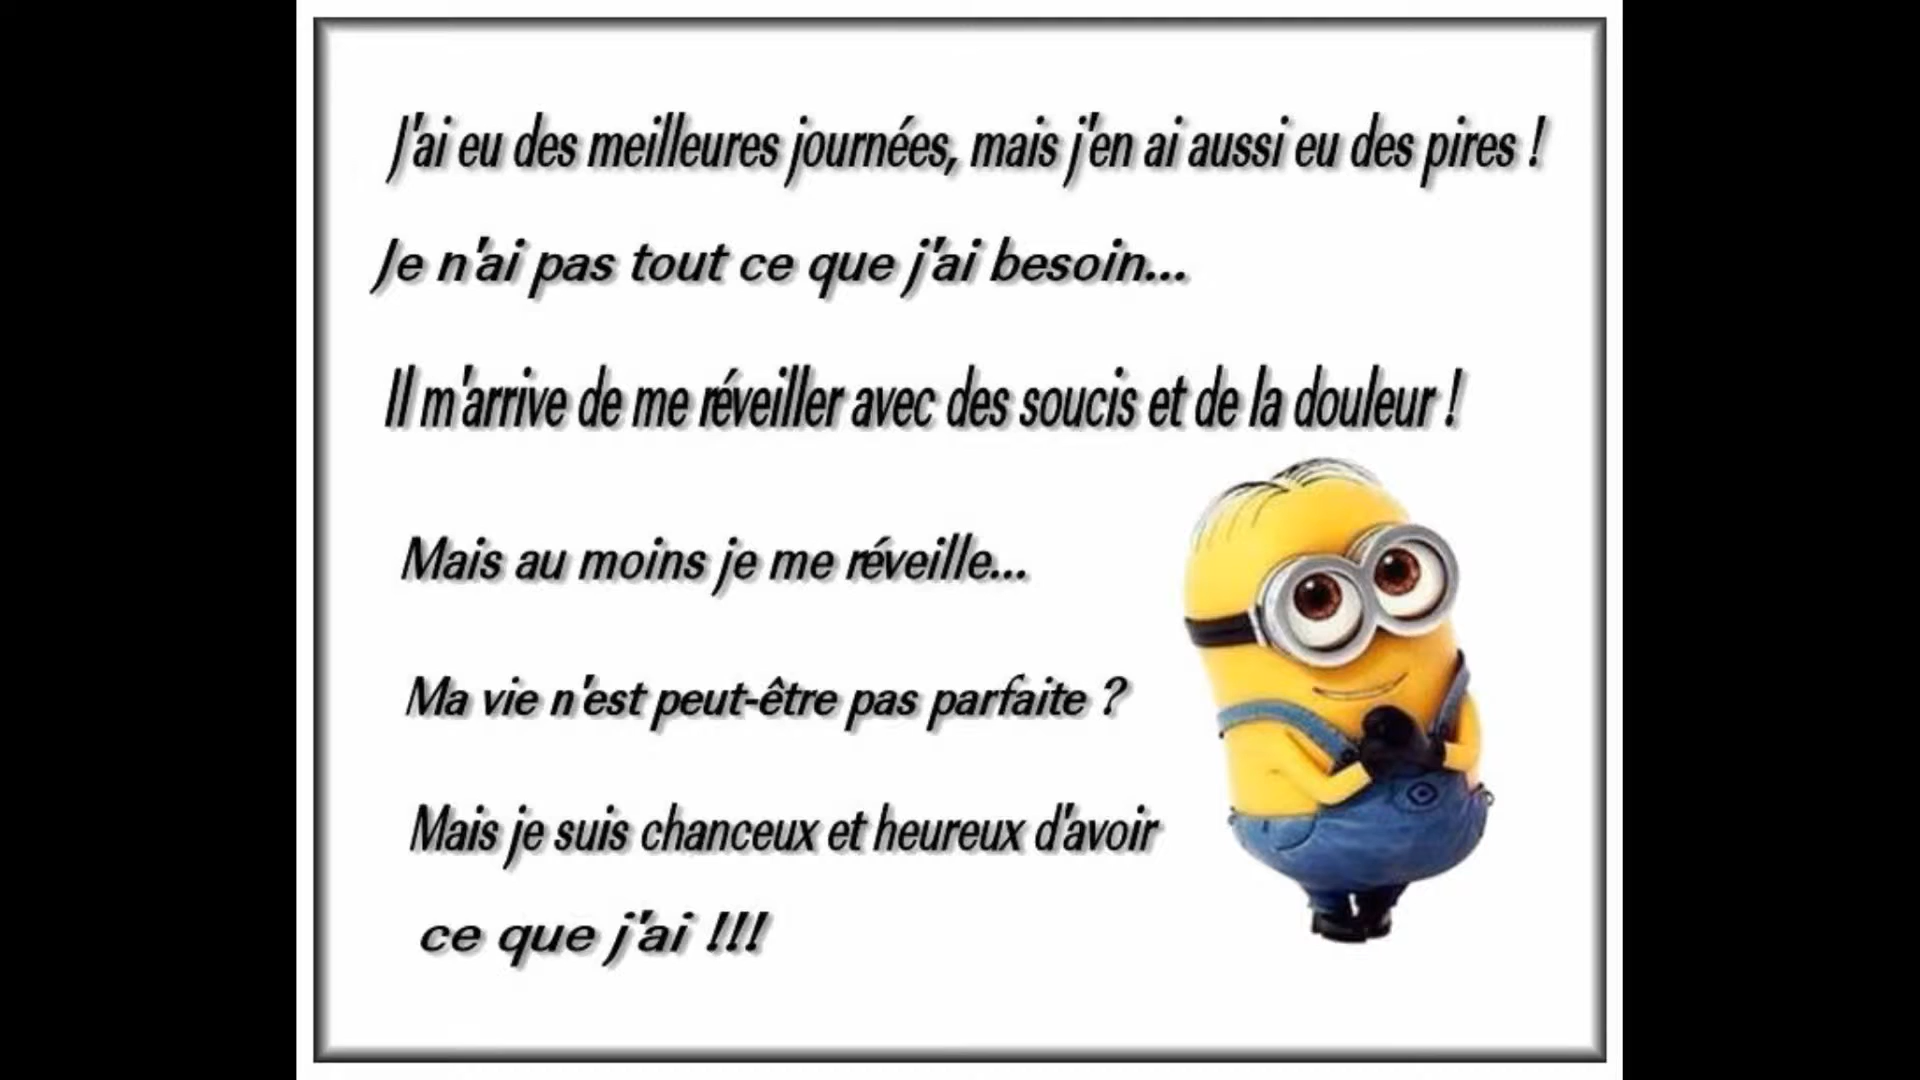 J'ai eu des meilleures journées, mais j'en ai aussi eu des pires !
Je n'ai pas tout ce que j'ai besoin...
Il m'arrive de me réveiller avec des soucis et de la douleur !
Mais au moins je me réveille...
Ma vie n'est peut-être pas parfaite ?
Mais je suis chanceux et heureux d'avoir
ce que j'ai !!!